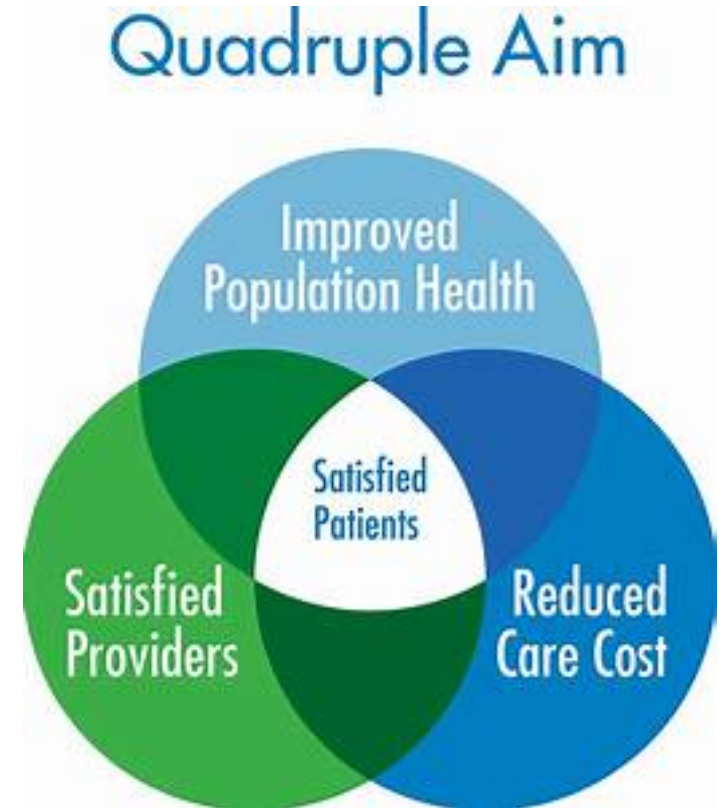 Quadruple Aim
Improved
Population Health
Satisfied
Patients
Satisfied
Providers
Reduced
Care Cost